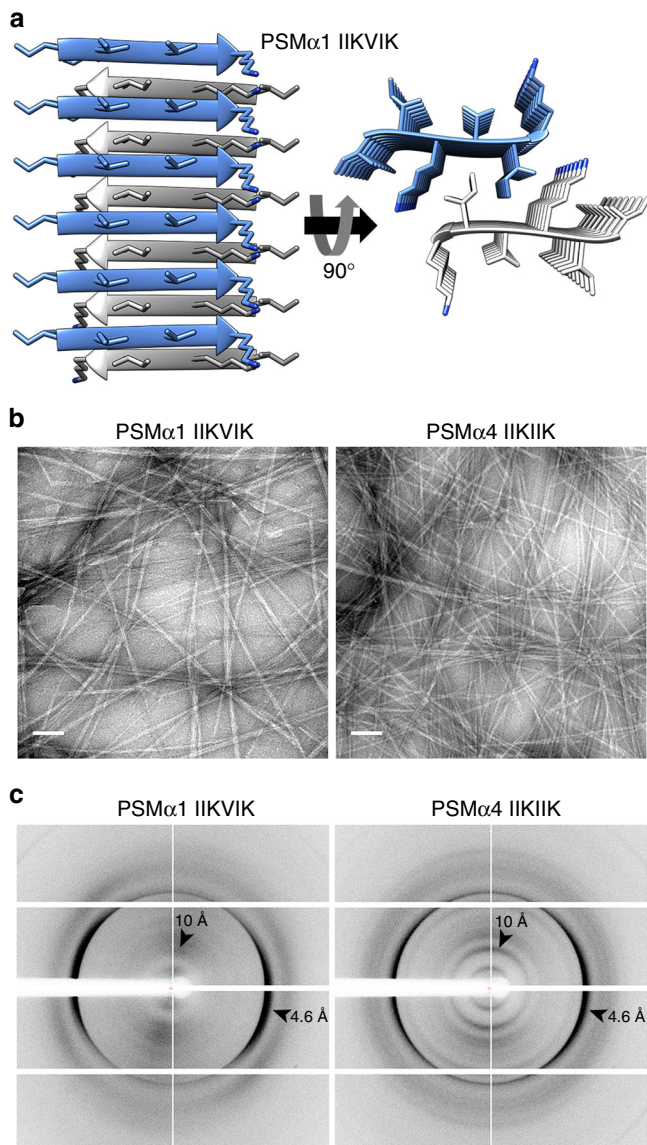 a
PSMα1 IIKVIK
90°
b
PSMα1 IIKVIK
PSMα4 IIKIIK
c
PSMα1 IIKVIK
PSMα4 IIKIIK
10 Å
10 Å
4.6 Å
4.6 Å